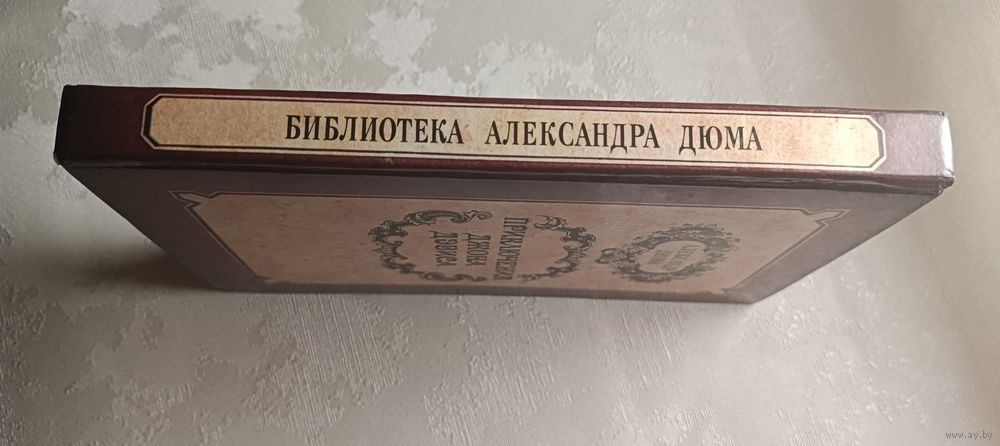 БИБЛИОТЕКА АЛЕКСАНДРА ДЮМА
ПРИКЛЮЧЕНИЯ
ДЖОНА
ДЭВИСА
www.ay.by